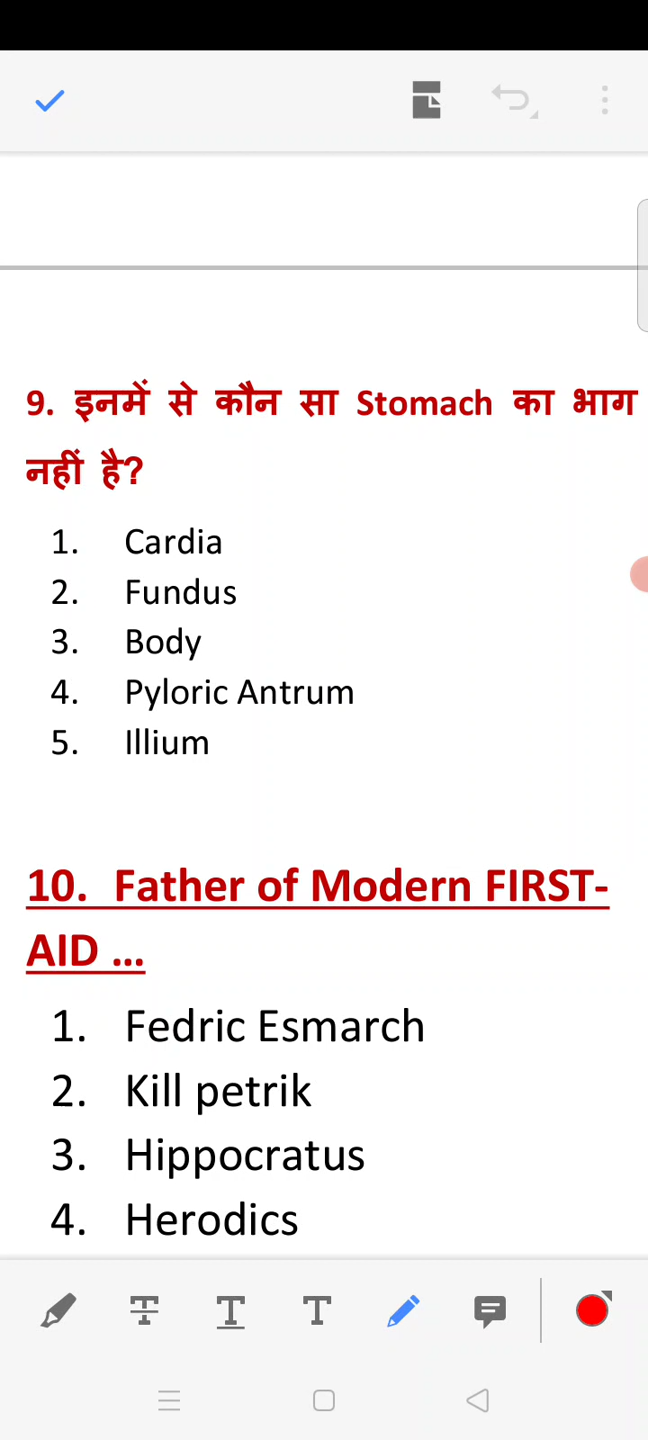 9. इनमें से कौन सा Stomach का भाग
नहीं है?
1. Cardia
2. Fundus
3. Body
4. Pyloric Antrum
5. Illium
10. Father of Modern FIRST-
AID ...
1. Fedric Esmarch
2. Kill petrik
3. Hippocratus
4. Herodics